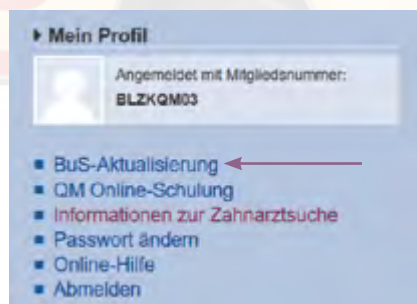 Mein Profil
Angemeldet mit Mitgliedsnummer:
BLZKQM03
BuS-Aktualisierung
QM Online-Schulung
Informationen zur Zahnarztsuche
Passwort ändern
Online-Hilfe
Abmelden